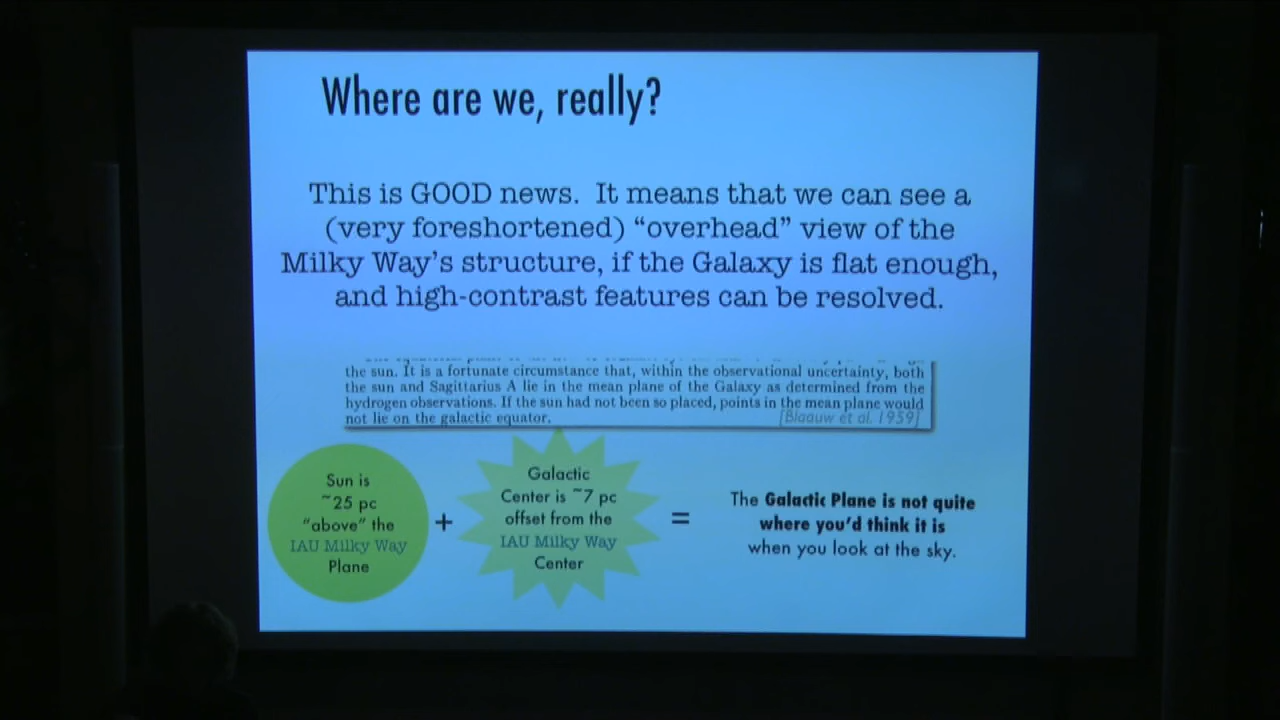 Where are we, really?
This is GOOD news. It means that we can see a
(very foreshortened) “overhead” view of the
Milky Way’s structure, if the Galaxy is flat enough,
and high-contrast features can be resolved.
the sun. It is a fortunate circumstance that, within the observational uncertainty, both
the sun and Sagittarius A lie in the mean plane of the Galaxy as determined from the
hydrogen observations. If the sun had not been so placed, points in the mean plane would
not lie on the galactic equator.
[Blaauw et al. 1959]
Sun is
~25 pc
“above” the
IAU Milky Way
Plane
+
Galactic
Center is ~7 pc
offset from the
IAU Milky Way
Center
=
The Galactic Plane is not quite
where you’d think it is
when you look at the sky.